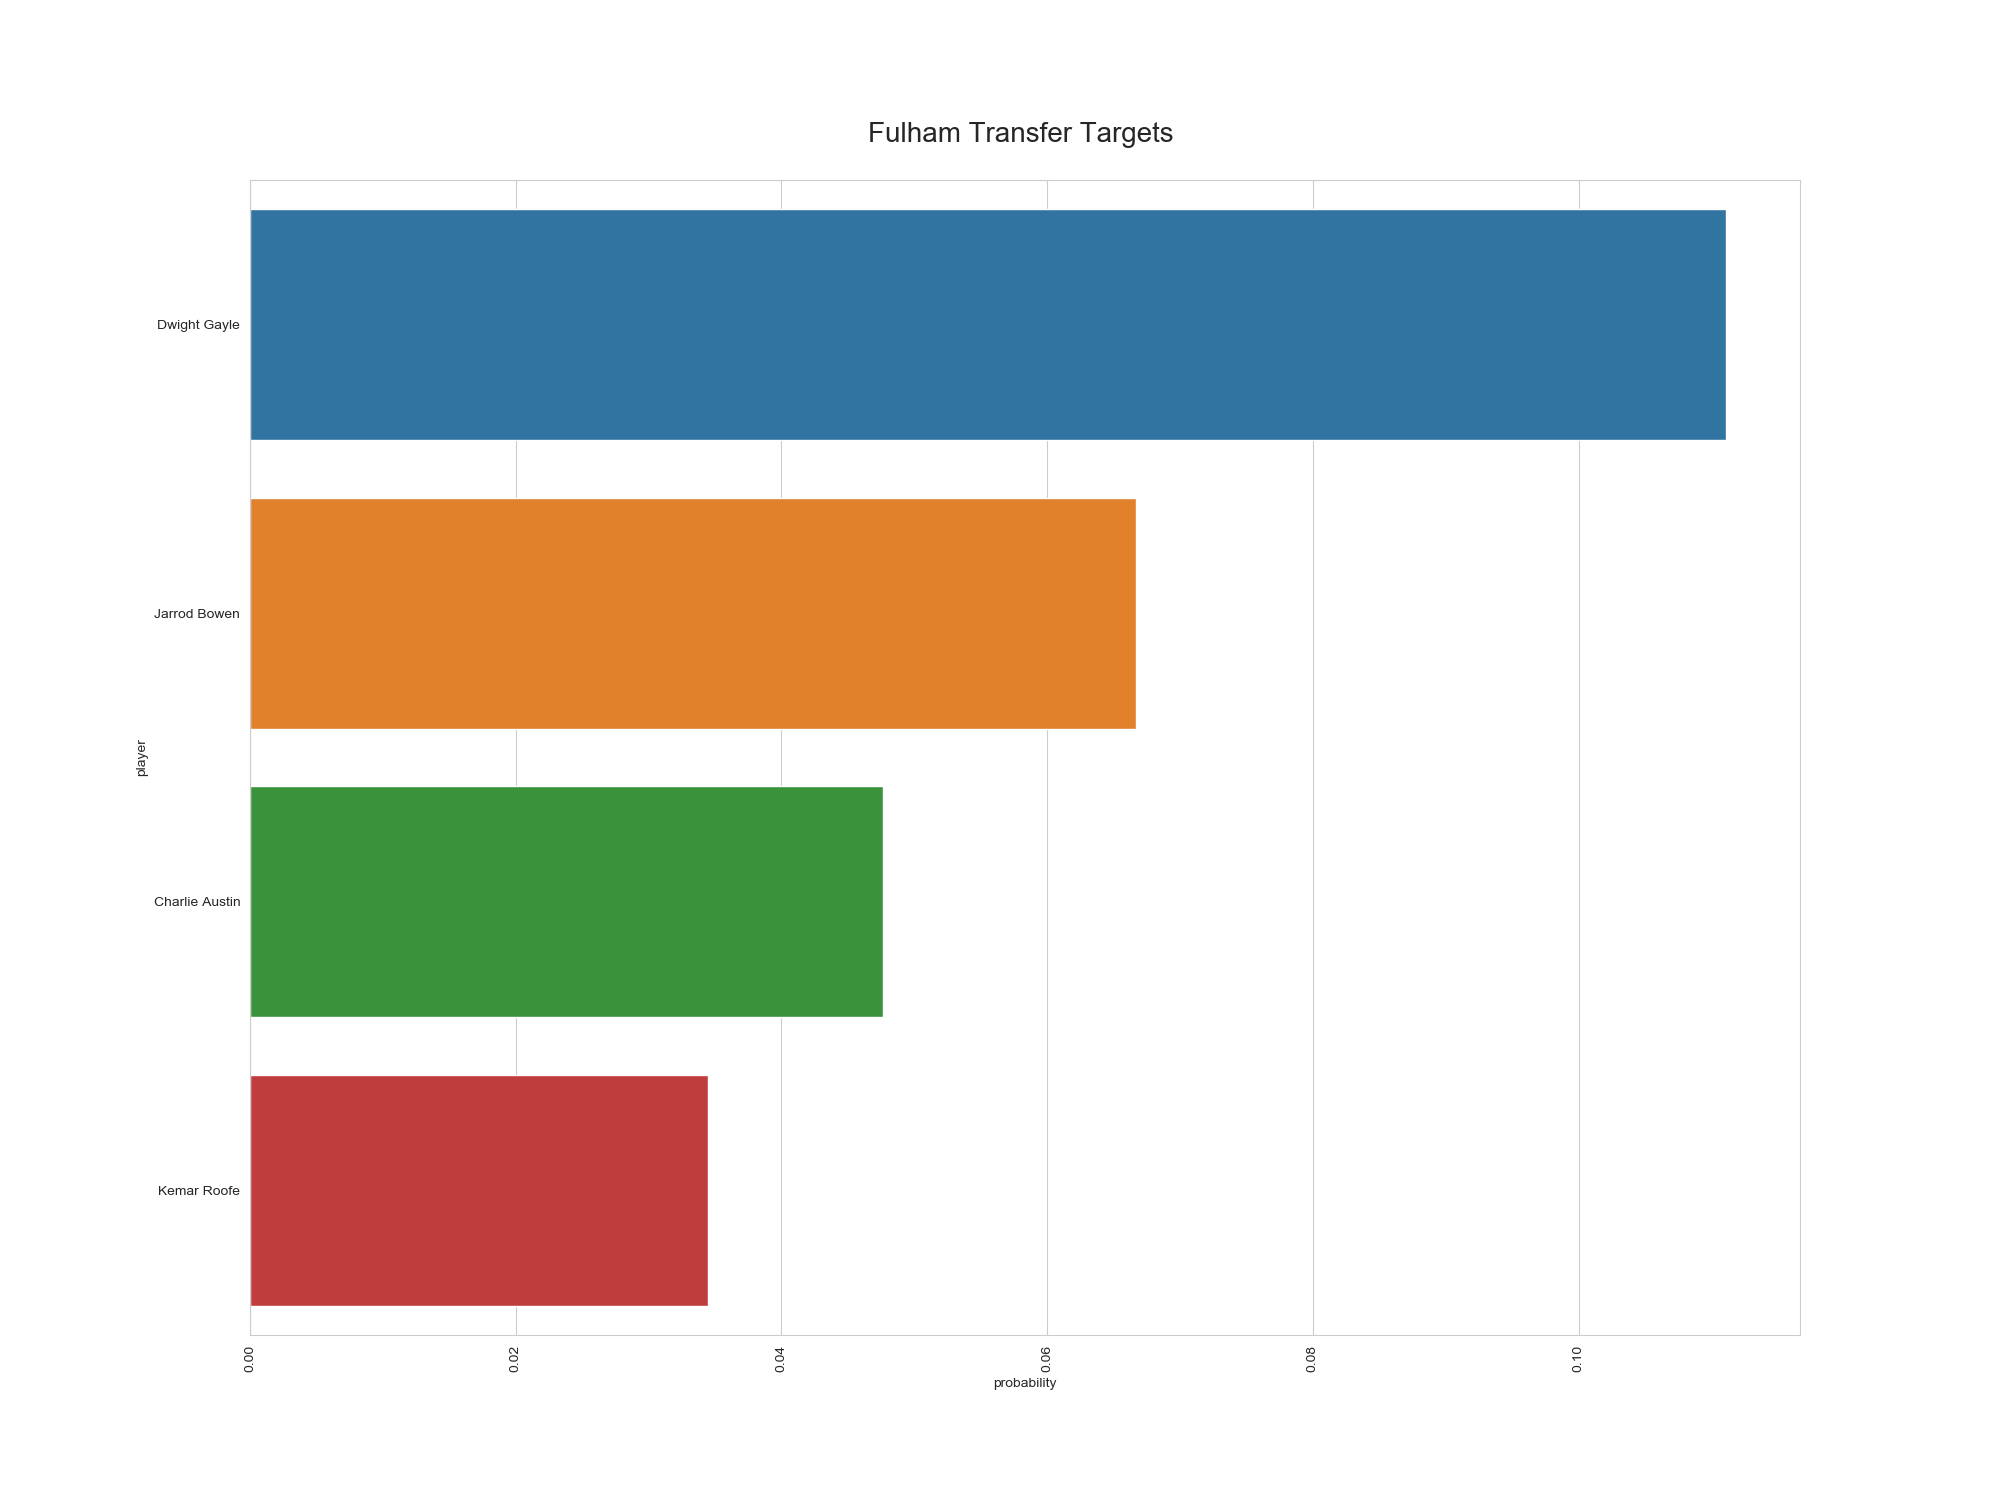 Fulham Transfer Targets
Dwight Gayle
Jarrod Bowen
Charlie Austin
Kemar Roofe
player
0.00
0.02
0.04
0.06
0.08
0.10
probability